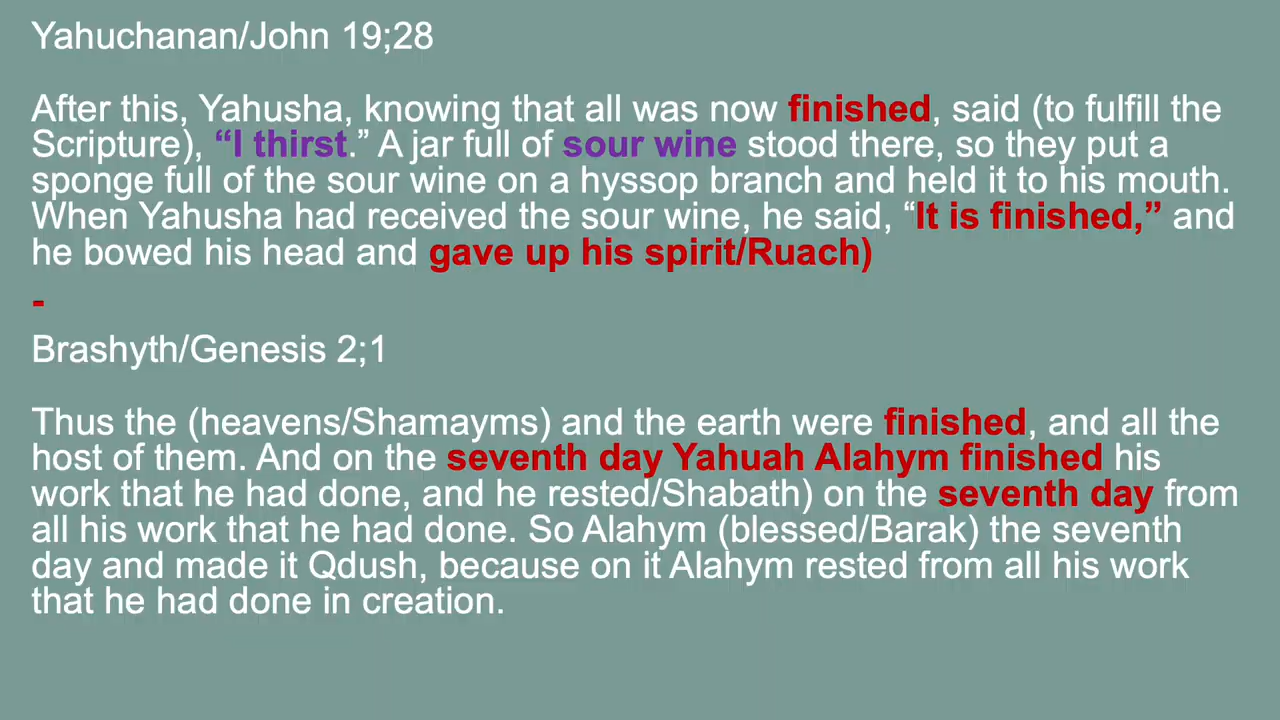 Yahuchanan/John 19;28
After this, Yahusha, knowing that all was now finished, said (to fulfill the
Scripture), “I thirst.” A jar full of sour wine stood there, so they put a
sponge full of the sour wine on a hyssop branch and held it to his mouth.
When Yahusha had received the sour wine, he said, “It is finished,” and
he bowed his head and gave up his spirit/Ruach)
-
Brashyth/Genesis 2;1
Thus the (heavens/Shamayms) and the earth were finished, and all the
host of them. And on the seventh day Yahuah Alahym finished his
work that he had done, and he rested/Shabath) on the seventh day from
all his work that he had done. So Alahym (blessed/Barak) the seventh
day and made it Qdush, because on it Alahym rested from all his work
that he had done in creation.